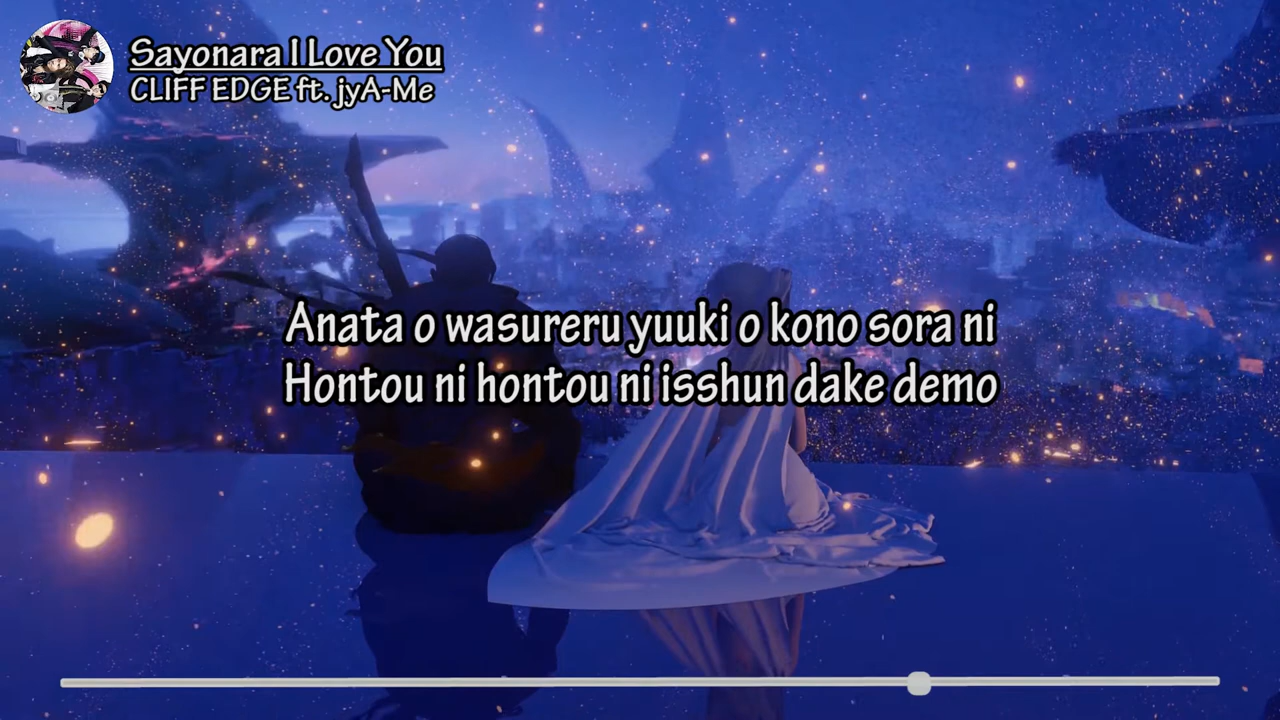 Sayonara I Love You
CLIFF EDGE ft. jyA-Me
Anata o wasureru yuuki o kono sora ni
Hontou ni hontou ni isshun dake demo